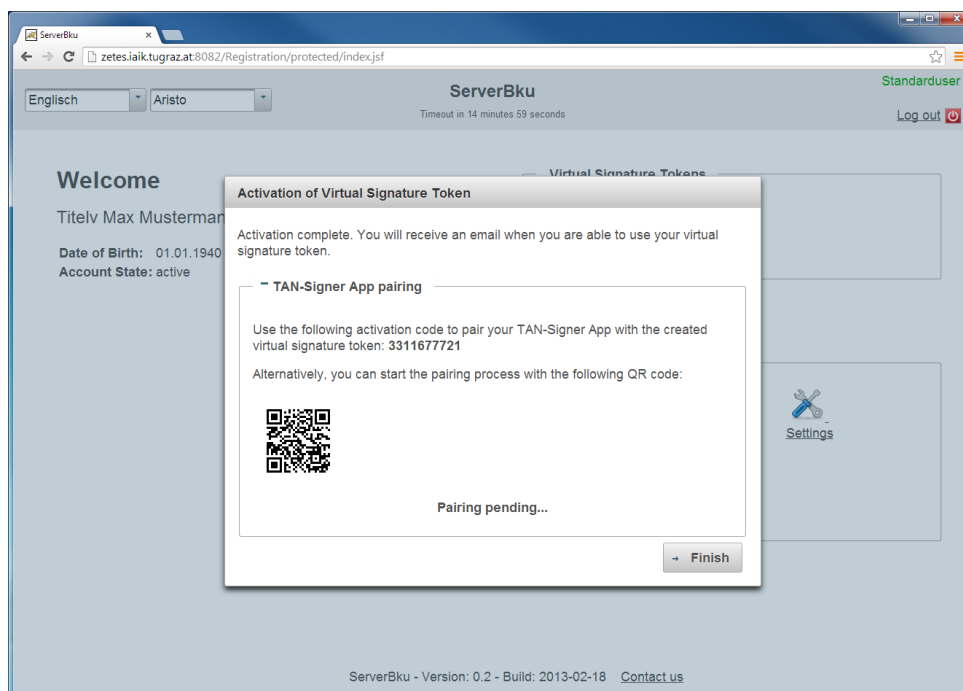 ServerBku
zetes.iaik.tugraz.at:8082/Registration/protected/index.jsf
Englisch
Aristo
ServerBku
Timeout in 14 minutes 59 seconds
Standarduser
Log out
Welcome
Titelv Max Musterman
Date of Birth: 01.01.1940
Account State: active
Virtual Signature Tokens
Activation of Virtual Signature Token
Activation complete. You will receive an email when you are able to use your virtual
signature token.
TAN-Signer App pairing
Use the following activation code to pair your TAN-Signer App with the created
virtual signature token: 3311677721
Alternatively, you can start the pairing process with the following QR code:
Pairing pending...
Finish
Settings
ServerBku - Version: 0.2 - Build: 2013-02-18 Contact us